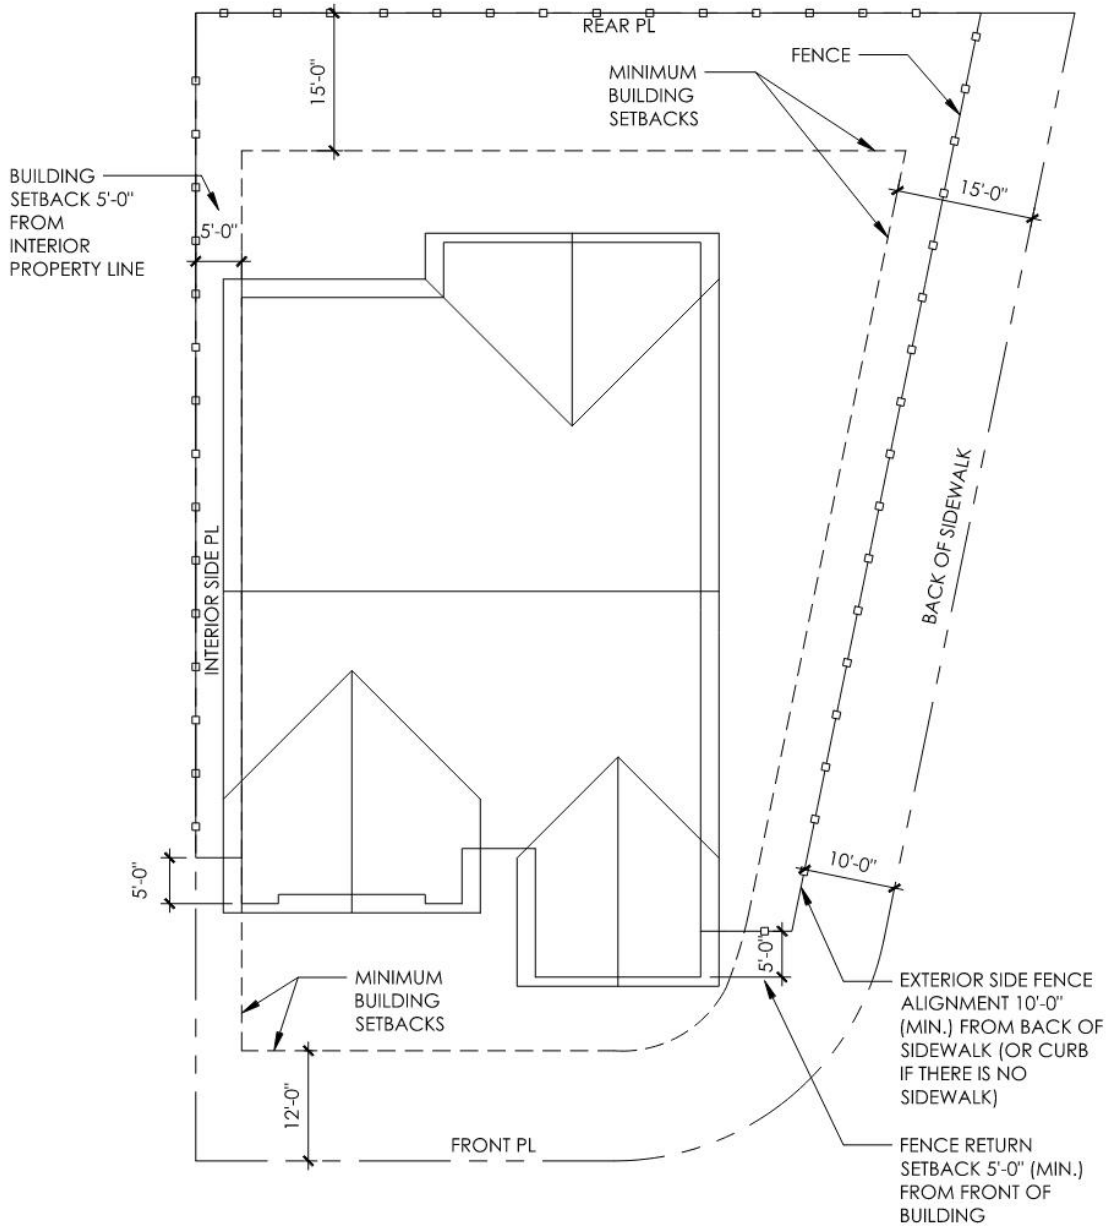 REAR PL
FENCE
MINIMUM
BUILDING
SETBACKS
15'-0"
BUILDING
SETBACK 5'-0"
FROM
INTERIOR
PROPERTY LINE
5'-0"
15'-0"
INTERIOR SIDE PL
BACK OF SIDEWALK
5'-0"
10'-0"
5'-0"
MINIMUM
BUILDING
SETBACKS
EXTERIOR SIDE FENCE
ALIGNMENT 10'-0"
(MIN.) FROM BACK OF
SIDEWALK (OR CURB
IF THERE IS NO
SIDEWALK)
12'-0"
FRONT PL
FENCE RETURN
SETBACK 5'-0" (MIN.)
FROM FRONT OF
BUILDING